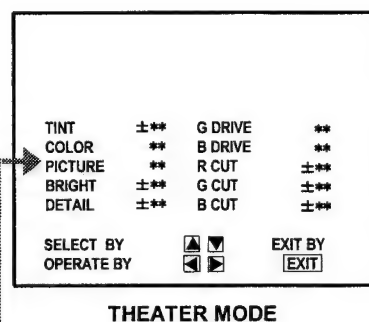 TINT ±** G DRIVE **
COLOR ** B DRIVE **
PICTURE ** R CUT ±**
BRIGHT ±** G CUT ±**
DETAIL ±** B CUT ±**
SELECT BY ▲ ▼ EXIT BY
OPERATE BY ◀ ▶ EXIT
THEATER MODE